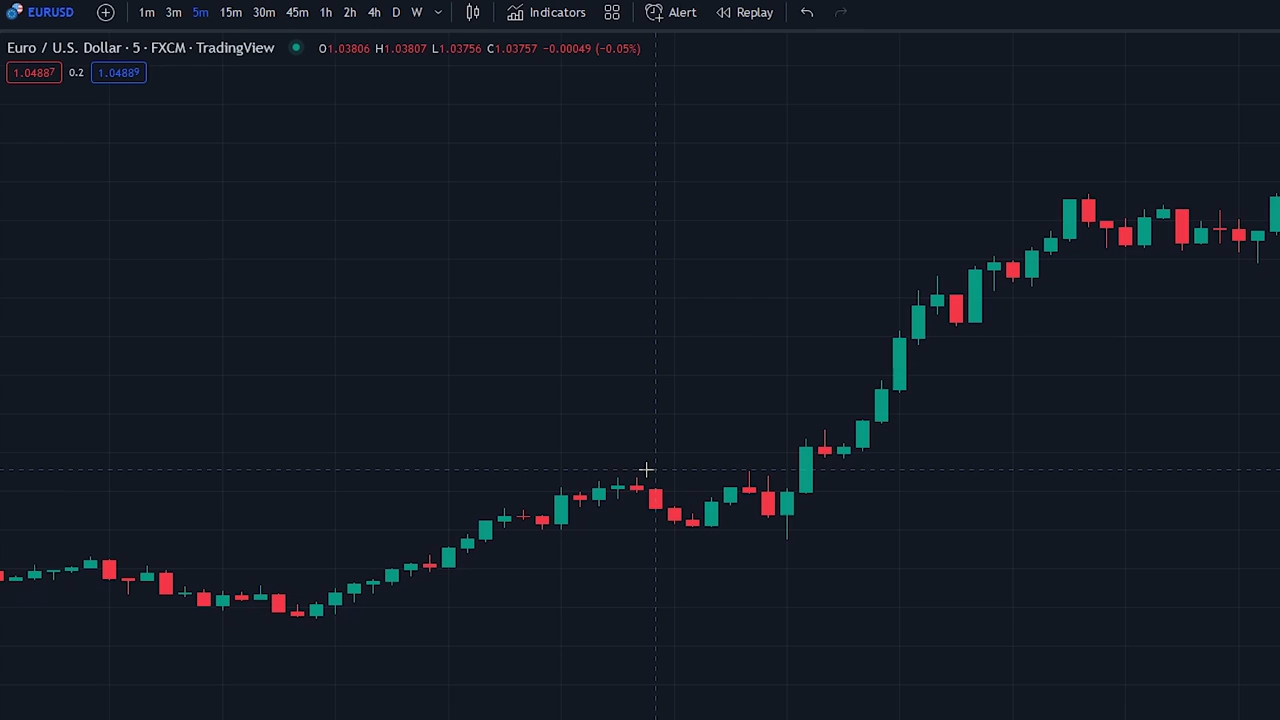 EURUSD 1m 3m 5m 15m 30m 45m 1h 2h 4h D W Indicators Alert Replay
Euro / U.S. Dollar · 5 · FXCM · TradingView O1.03806 H1.03807 L1.03756 C1.03757 −0.00049 (−0.05%)
1.04887 0.2 1.04889